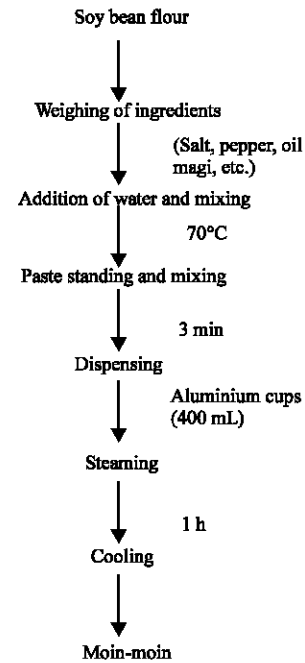 Soy bean flour
Weighing of ingredients
(Salt, pepper, oil
magi, etc.)
Addition of water and mixing
70°C
Paste standing and mixing
3 min
Dispensing
Aluminium cups
(400 mL)
Steaming
1 h
Cooling
Moin-moin